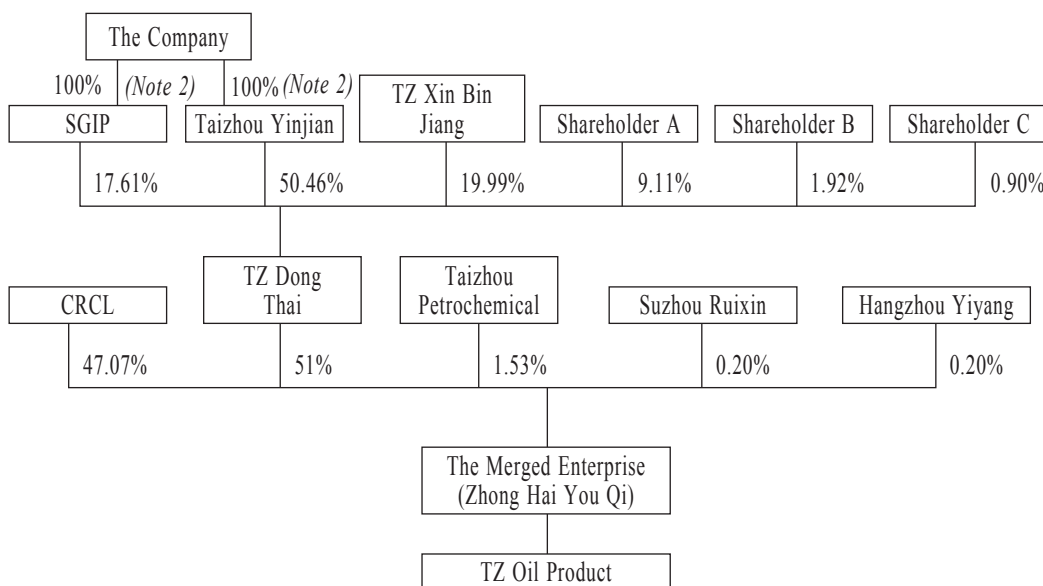 The Company
100% (Note 2) 100% (Note 2)
TZ Xin Bin
Jiang
SGIP Taizhou Yinjian Shareholder A Shareholder B Shareholder C
17.61% 50.46% 19.99% 9.11% 1.92% 0.90%
TZ Dong
Thai
Taizhou
Petrochemical
CRCL Suzhou Ruixin Hangzhou Yiyang
47.07% 51% 1.53% 0.20% 0.20%
The Merged Enterprise
(Zhong Hai You Qi)
TZ Oil Product